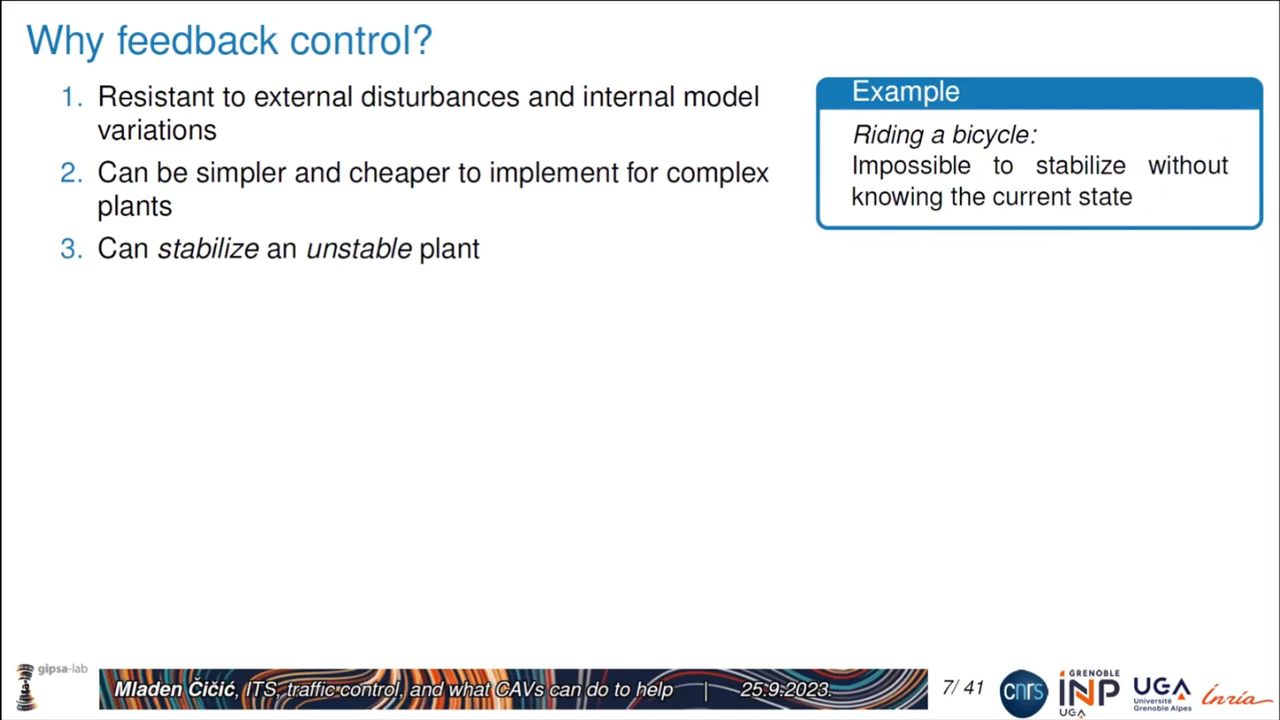 Why feedback control?
1. Resistant to external disturbances and internal model
variations
2. Can be simpler and cheaper to implement for complex
plants
3. Can stabilize an unstable plant
Example
Riding a bicycle:
Impossible to stabilize without
knowing the current state
gipsa-lab
Mladen Čičić, ITS, traffic control, and what CAVs can do to help | 25.9.2023.
7/ 41
cnrs
GRENOBLE
INP
UGA
UGA
Université
Grenoble Alpes
Inria